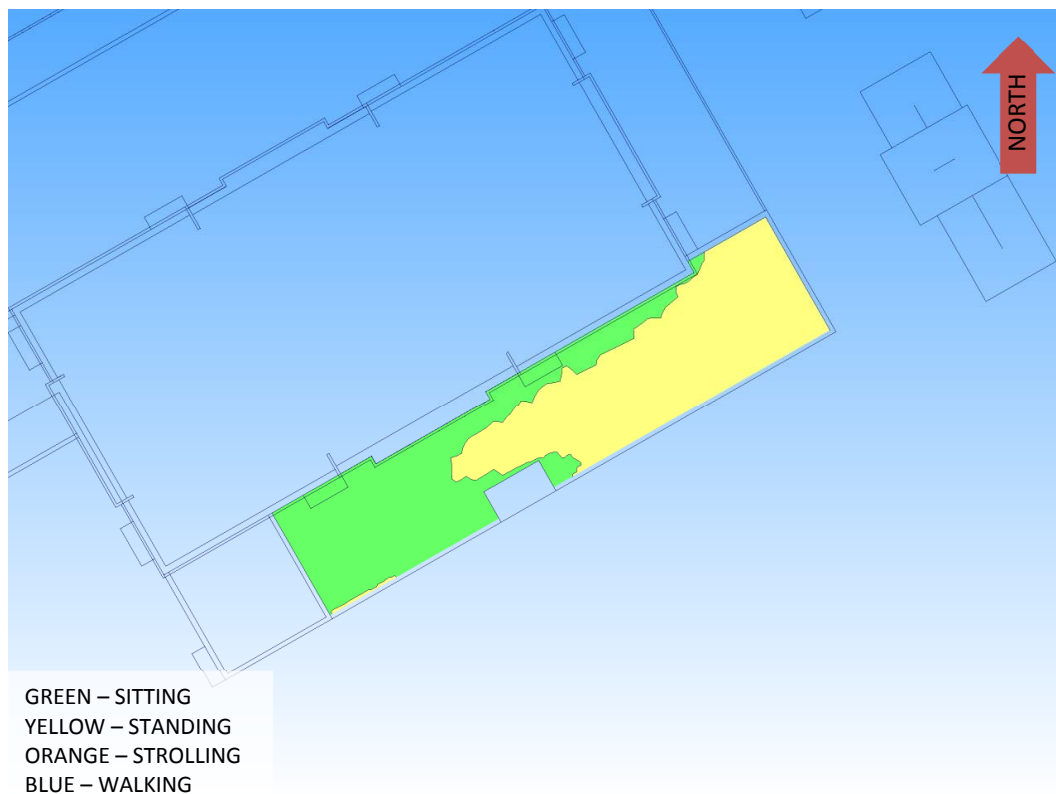 NORTH
GREEN – SITTING
YELLOW – STANDING
ORANGE – STROLLING
BLUE – WALKING